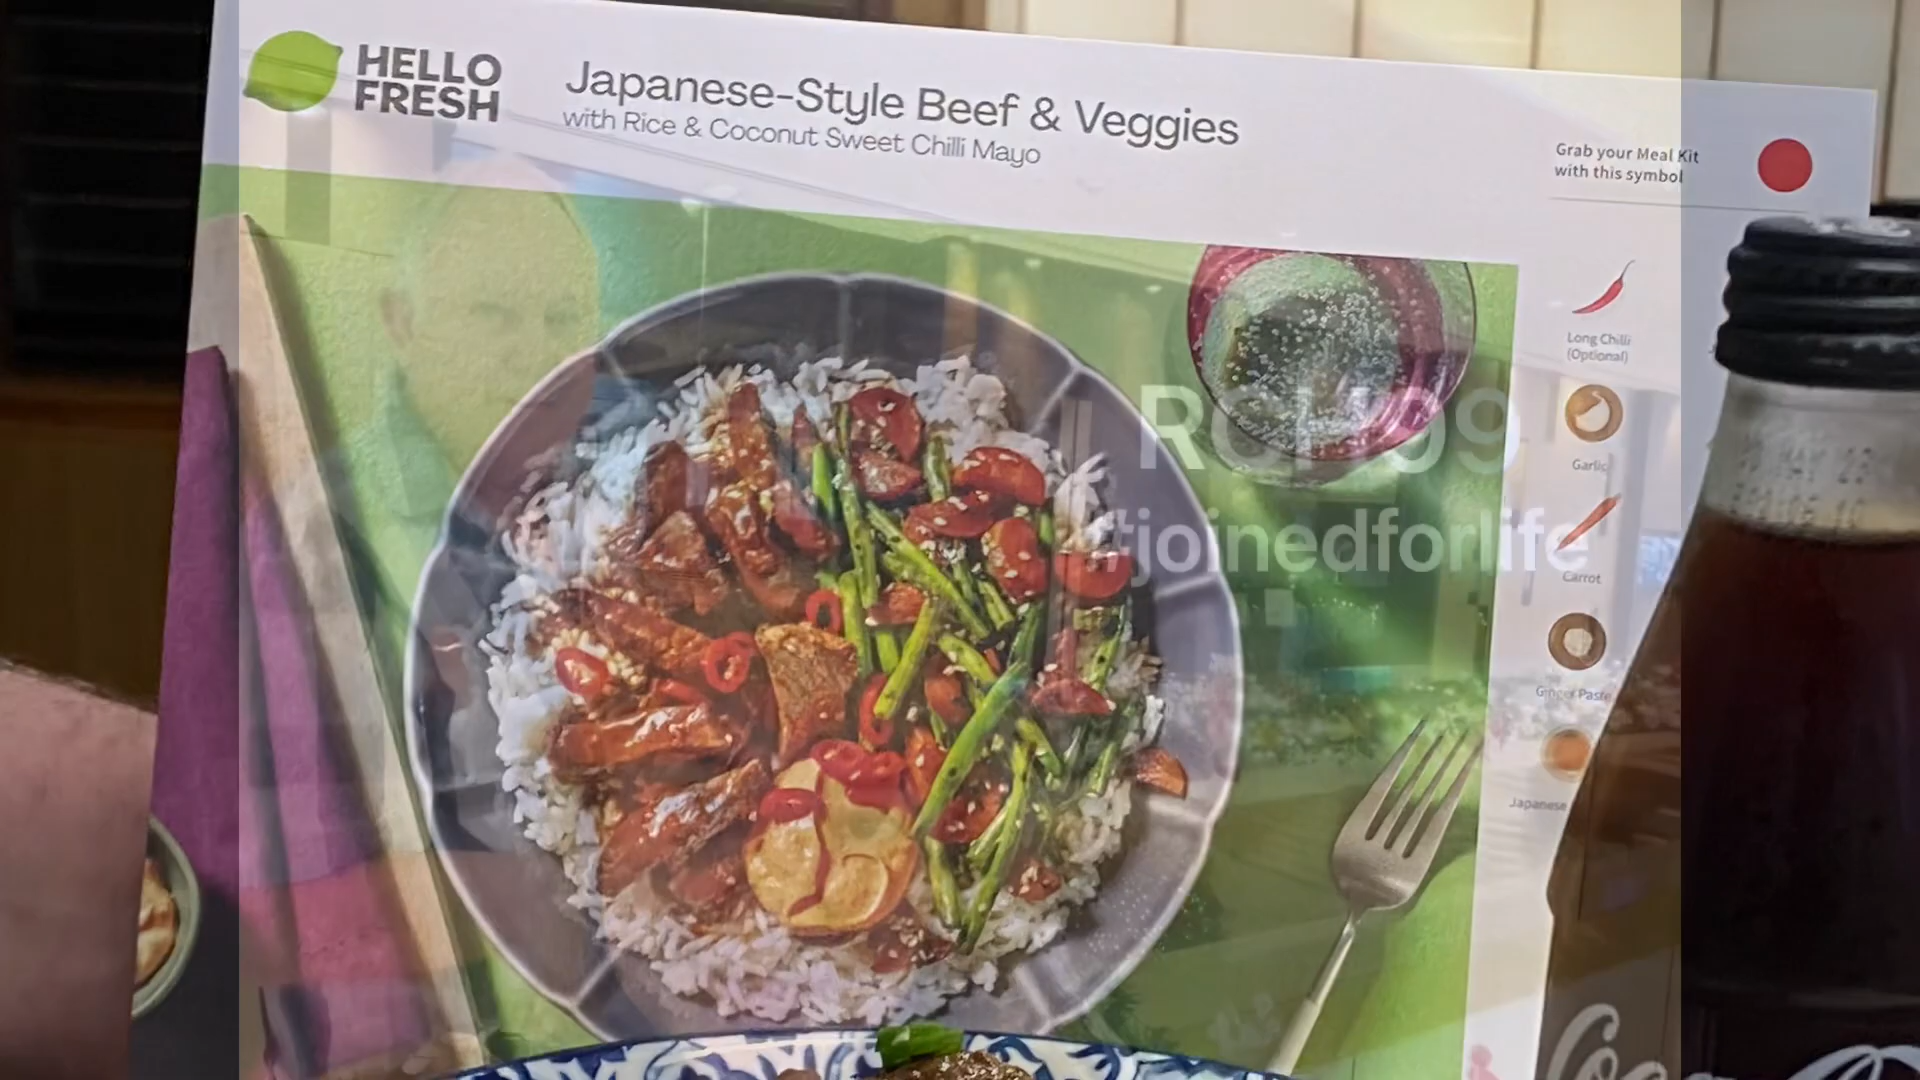 HELLO
FRESH
Japanese-Style Beef & Veggies
with Rice & Coconut Sweet Chilli Mayo
Grab your Meal Kit
with this symbol
Long Chilli
(Optional)
Garlic
Carrot
Ginger Paste
Japanese
#joinedforlife